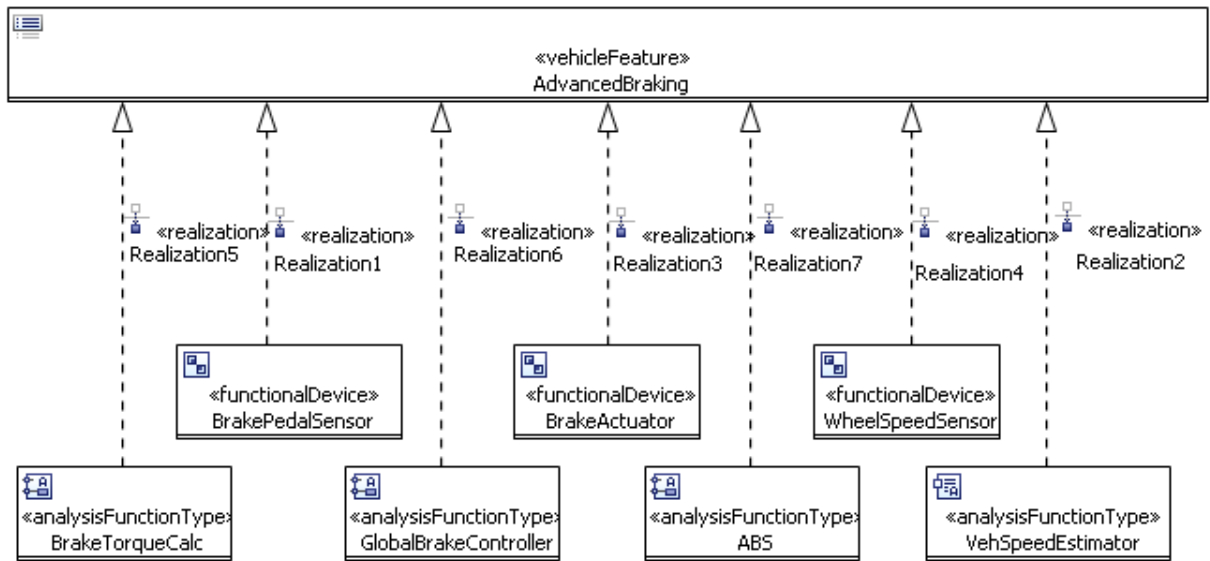 «vehicleFeature»
AdvancedBraking
«realization»
Realization5
«realization»
Realization1
«realization»
Realization6
«realization»
Realization3
«realization»
Realization7
«realization»
Realization4
«realization»
Realization2
«functionalDevice»
BrakePedalSensor
«functionalDevice»
BrakeActuator
«functionalDevice»
WheelSpeedSensor
«analysisFunctionType»
BrakeTorqueCalc
«analysisFunctionType»
GlobalBrakeController
«analysisFunctionType»
ABS
«analysisFunctionType»
VehSpeedEstimator